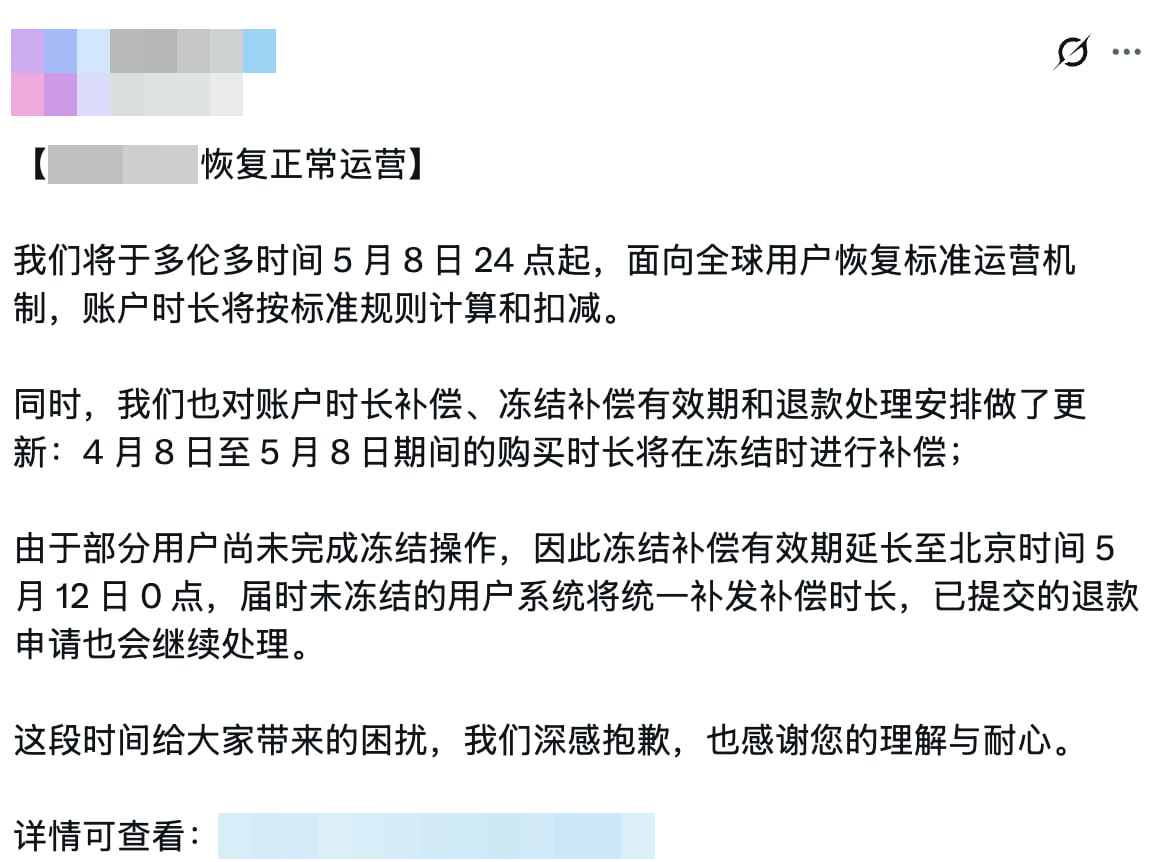 【恢复正常运营】
我们将于多伦多时间 5 月 8 日 24 点起，面向全球用户恢复标准运营机
制，账户时长将按标准规则计算和扣减。
同时，我们也对账户时长补偿、冻结补偿有效期和退款处理安排做了更
新：4 月 8 日至 5 月 8 日期间的购买时长将在冻结时进行补偿；
由于部分用户尚未完成冻结操作，因此冻结补偿有效期延长至北京时间 5
月 12 日 0 点，届时未冻结的用户系统将统一补发补偿时长，已提交的退款
申请也会继续处理。
这段时间给大家带来的困扰，我们深感抱歉，也感谢您的理解与耐心。
详情可查看：